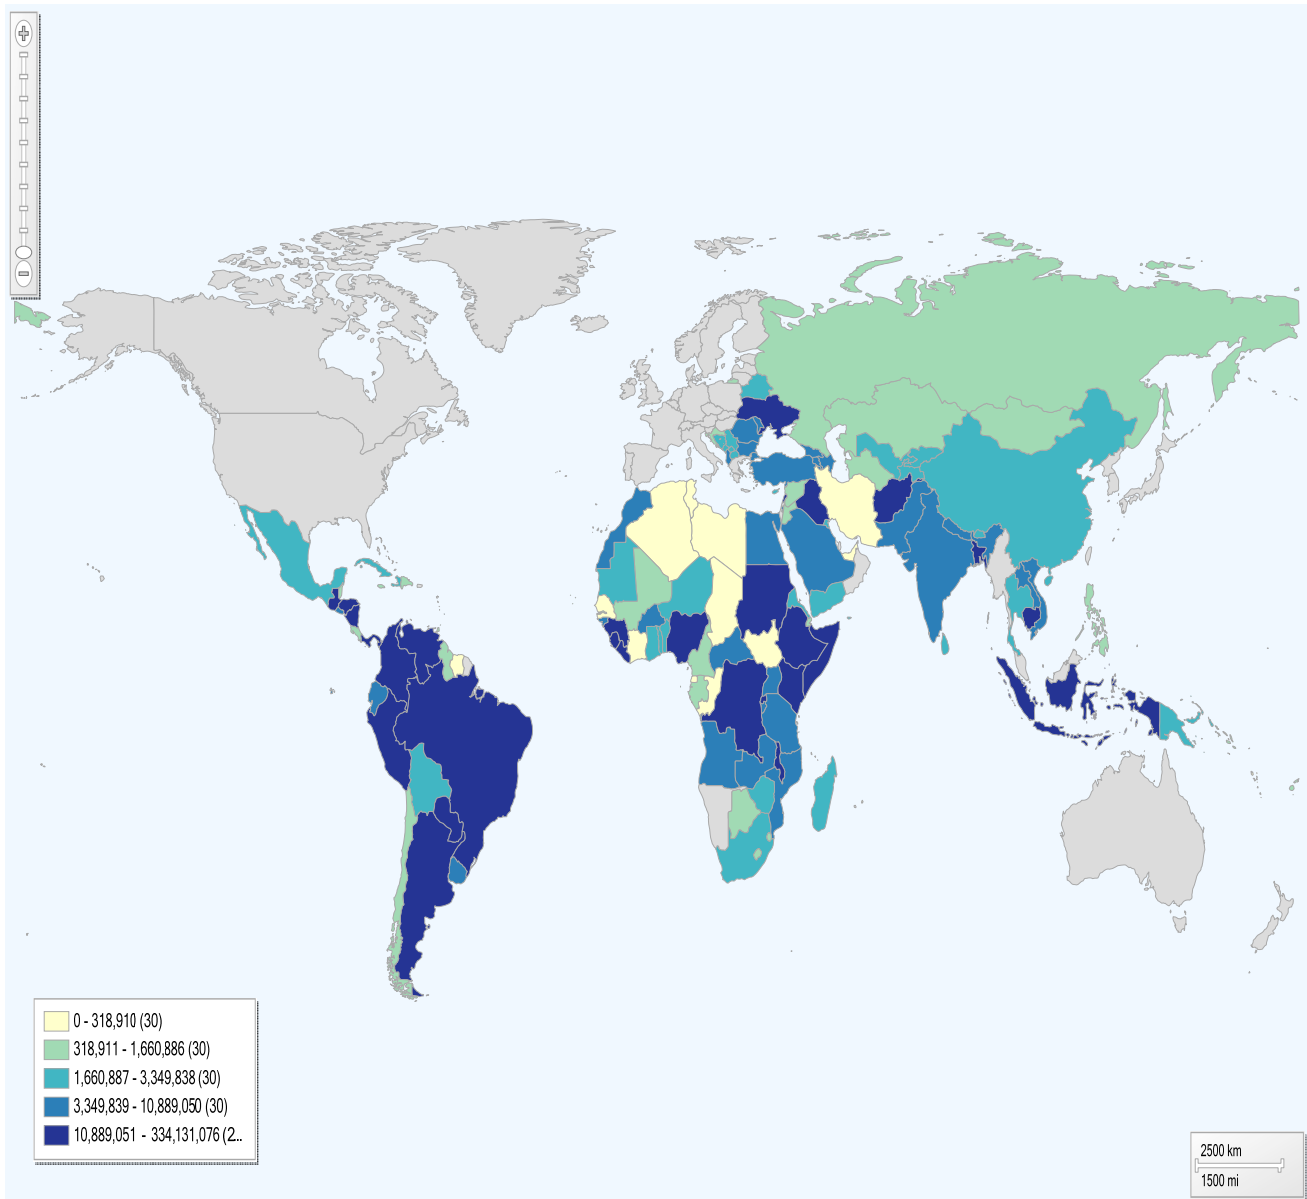 0 - 318,910 (30)
318,911 - 1,660,886 (30)
1,660,887 - 3,349,838 (30)
3,349,839 - 10,889,050 (30)
10,889,051 - 334,131,076 (2...
2500 km
1500 mi